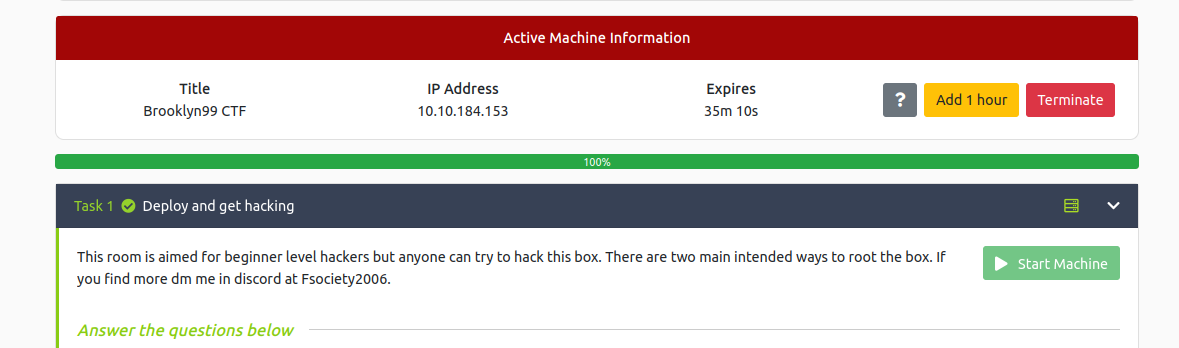 Active Machine Information
Title
IP Address
Expires
Brooklyn99 CTF
10.10.184.153
35m 10s
?
Add 1 hour
Terminate
100%
Task 1 Deploy and get hacking
This room is aimed for beginner level hackers but anyone can try to hack this box. There are two main intended ways to root the box. If
you find more dm me in discord at Fsociety2006.
Start Machine
Answer the questions below